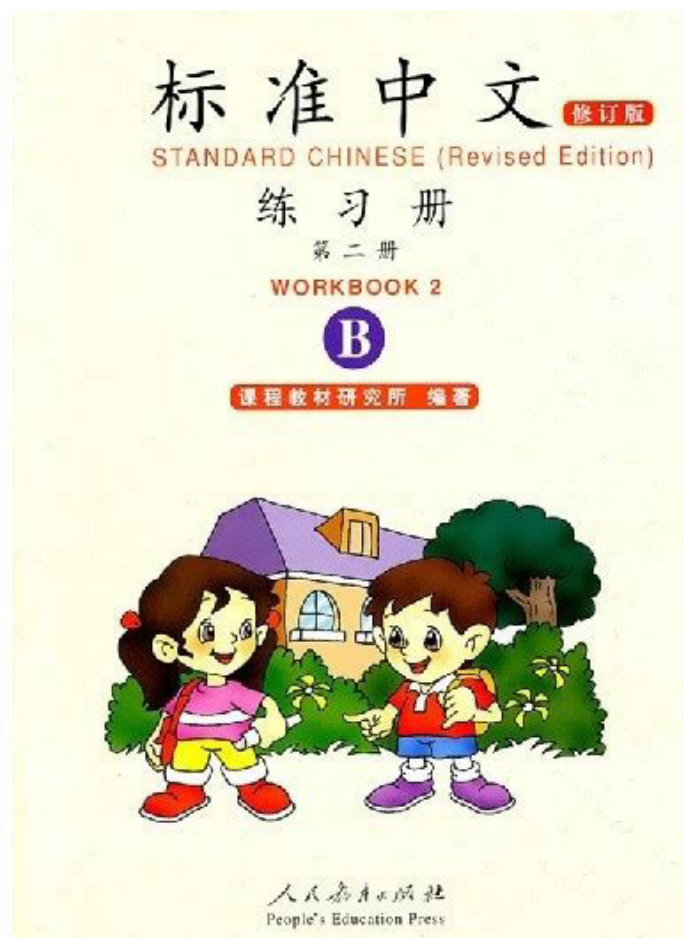 标准中文 修订版
STANDARD CHINESE (Revised Edition)
练习册
第二册
WORKBOOK 2
B
课程教材研究所 编著
人民教育出版社
People's Education Press